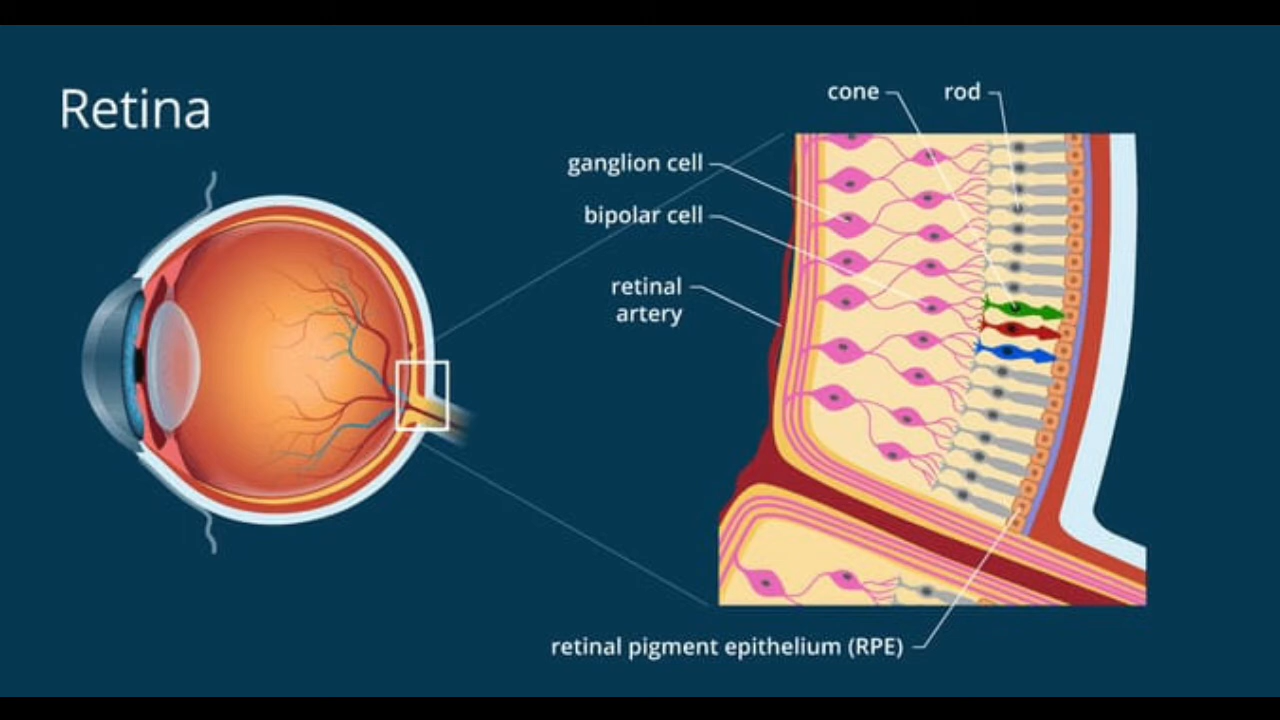 Retina
cone
rod
ganglion cell
bipolar cell
retinal
artery
retinal pigment epithelium (RPE)